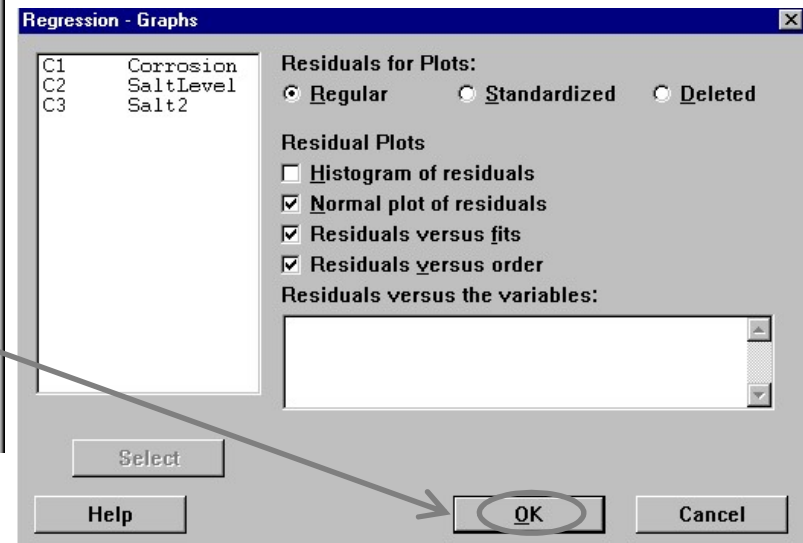 Regression - Graphs
C1 Corrosion
C2 SaltLevel
C3 Salt2
Residuals for Plots:
Regular Standardized Deleted
Residual Plots
Histogram of residuals
Normal plot of residuals
Residuals versus fits
Residuals versus order
Residuals versus the variables:
Select
Help OK Cancel